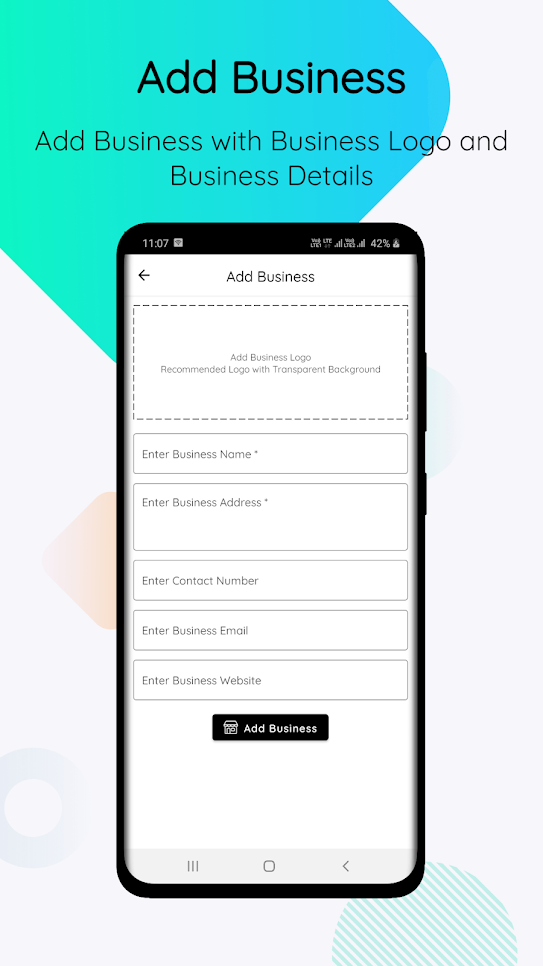 Add Business
Add Business with Business Logo and
Business Details
11:07 42%
Add Business
Add Business Logo
Recommended Logo with Transparent Background
Enter Business Name *
Enter Business Address *
Enter Contact Number
Enter Business Email
Enter Business Website
Add Business